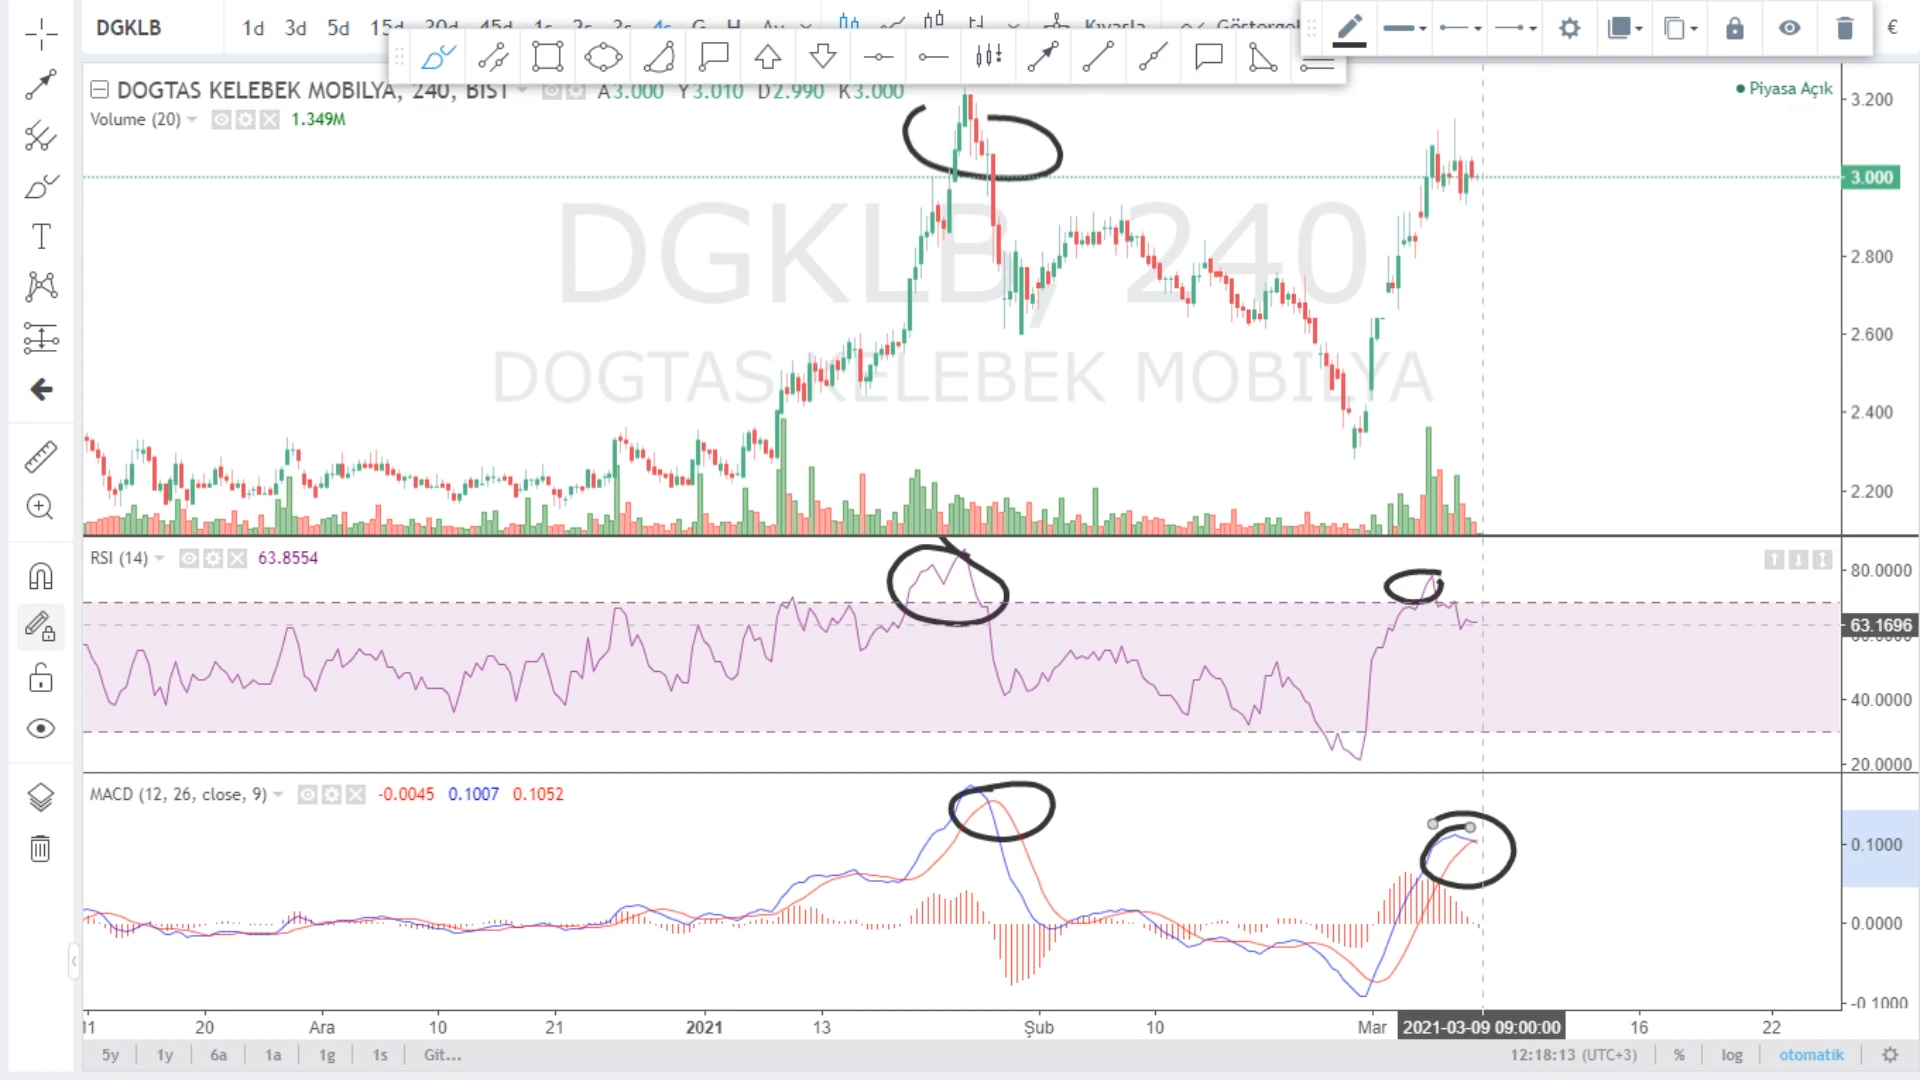 DGKLB
1d 3d 5d
€
DOGTAS KELEBEK MOBILYA, 240, BIST A3.000 Y3.010 D2.990 K3.000
Piyasa Açık
Volume (20) 1.349M
3.200
3.000
2.800
2.600
2.400
2.200
DGKLB, 240
DOGTAS KELEBEK MOBILYA
RSI (14) 63.8554
80.0000
63.1696
40.0000
20.0000
MACD (12, 26, close, 9) -0.0045 0.1007 0.1052
0.1000
0.0000
-0.1000
11 20 Ara 10 21 2021 13 Şub 10 Mar 2021-03-09 09:00:00 16 22
5y 1y 6a 1a 1g 1s Git... 12:18:13 (UTC+3) % log otomatik